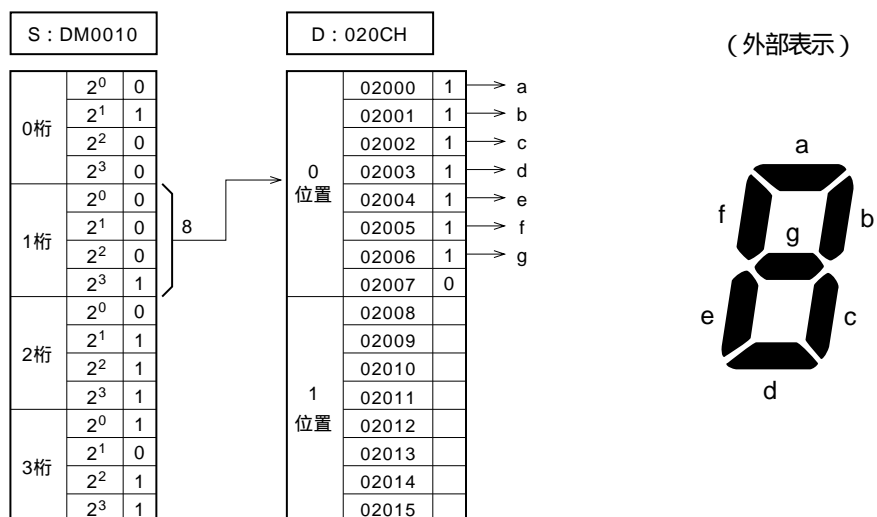 S：DM0010 D：020CH （外部表示）
2⁰ 0 02000 1 a
0桁 2¹ 1 02001 1 b
2² 0 02002 1 c
2³ 0 02003 1 d
2⁰ 0 02004 1 e
1桁 2¹ 0 02005 1 f
2² 0 02006 1 g
2³ 1 02007 0
8
0
位置
2⁰ 0 02008
2桁 2¹ 1 02009
2² 1 02010
2³ 1 02011
2⁰ 1 02012
3桁 2¹ 0 02013
2² 1 02014
2³ 1 02015
1
位置
a
f b
g
e c
d